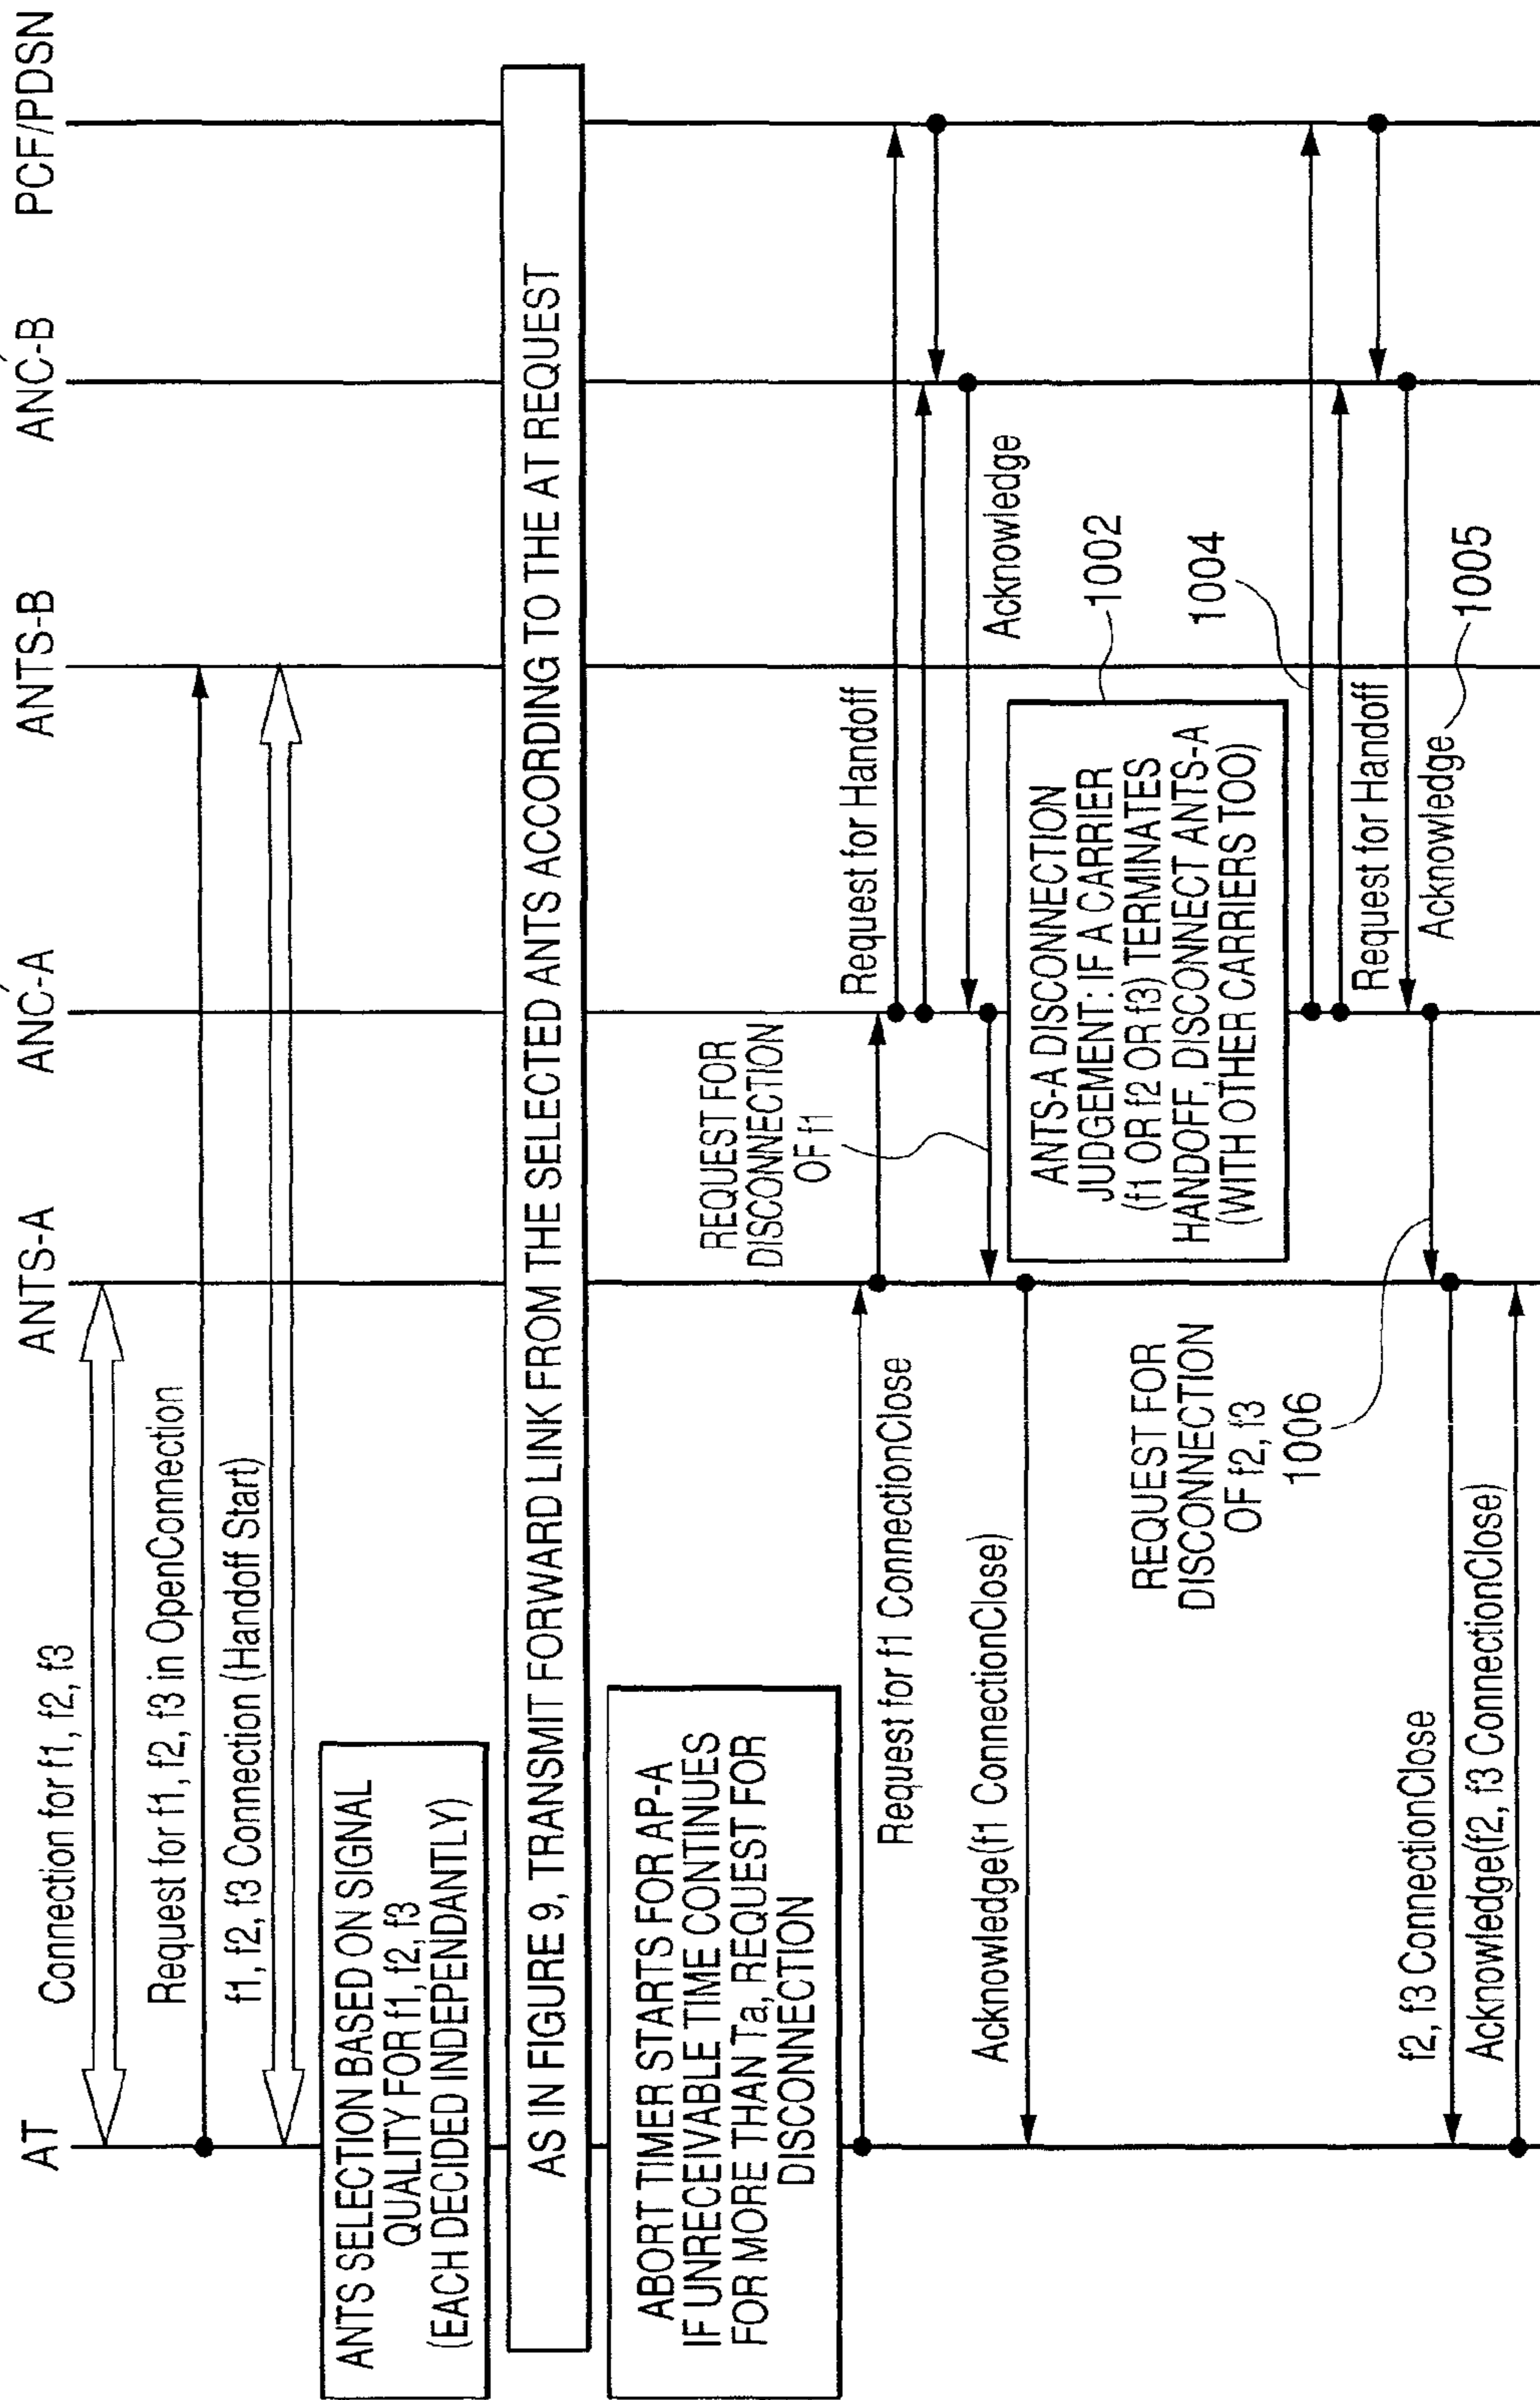 AT
ANTS-A
ANC-A
ANTS-B
ANC-B
PCF/PDSN
Connection for f1, f2, f3
Request for f1, f2, f3 in OpenConnection
f1, f2, f3 Connection (Handoff Start)
ANTS SELECTION BASED ON SIGNAL
QUALITY FOR f1, f2, f3
(EACH DECIDED INDEPENDANTLY)
AS IN FIGURE 9, TRANSMIT FORWARD LINK FROM THE SELECTED ANTS ACCORDING TO THE AT REQUEST
ABORT TIMER STARTS FOR AP-A
IF UNRECEIVABLE TIME CONTINUES
FOR MORE THAN Ta, REQUEST FOR
DISCONNECTION
REQUEST FOR
DISCONNECTION
OF f1
Request for Handoff
Request for f1 ConnectionClose
Acknowledge
Acknowledge(f1 ConnectionClose)
ANTS-A DISCONNECTION
JUDGEMENT: IF A CARRIER
(f1 OR f2 OR f3) TERMINATES
HANDOFF, DISCONNECT ANTS-A
(WITH OTHER CARRIERS TOO)
1002
1004
REQUEST FOR
DISCONNECTION
OF f2, f3
1006
Request for Handoff
Acknowledge
1005
f2, f3 ConnectionClose
Acknowledge(f2, f3 ConnectionClose)